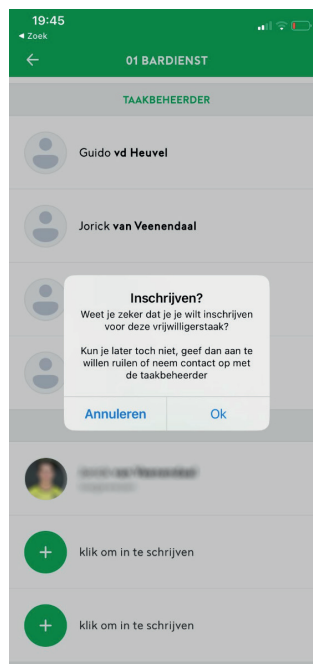 19:45
◄ Zoek
01 BARDIENST
TAAKBEHEERDER
Guido vd Heuvel
Jorick van Veenendaal
Inschrijven?
Weet je zeker dat je je wilt inschrijven
voor deze vrijwilligerstaak?
Kun je later toch niet, geef dan aan te
willen ruilen of neem contact op met
de taakbeheerder
Annuleren
Ok
klik om in te schrijven
klik om in te schrijven